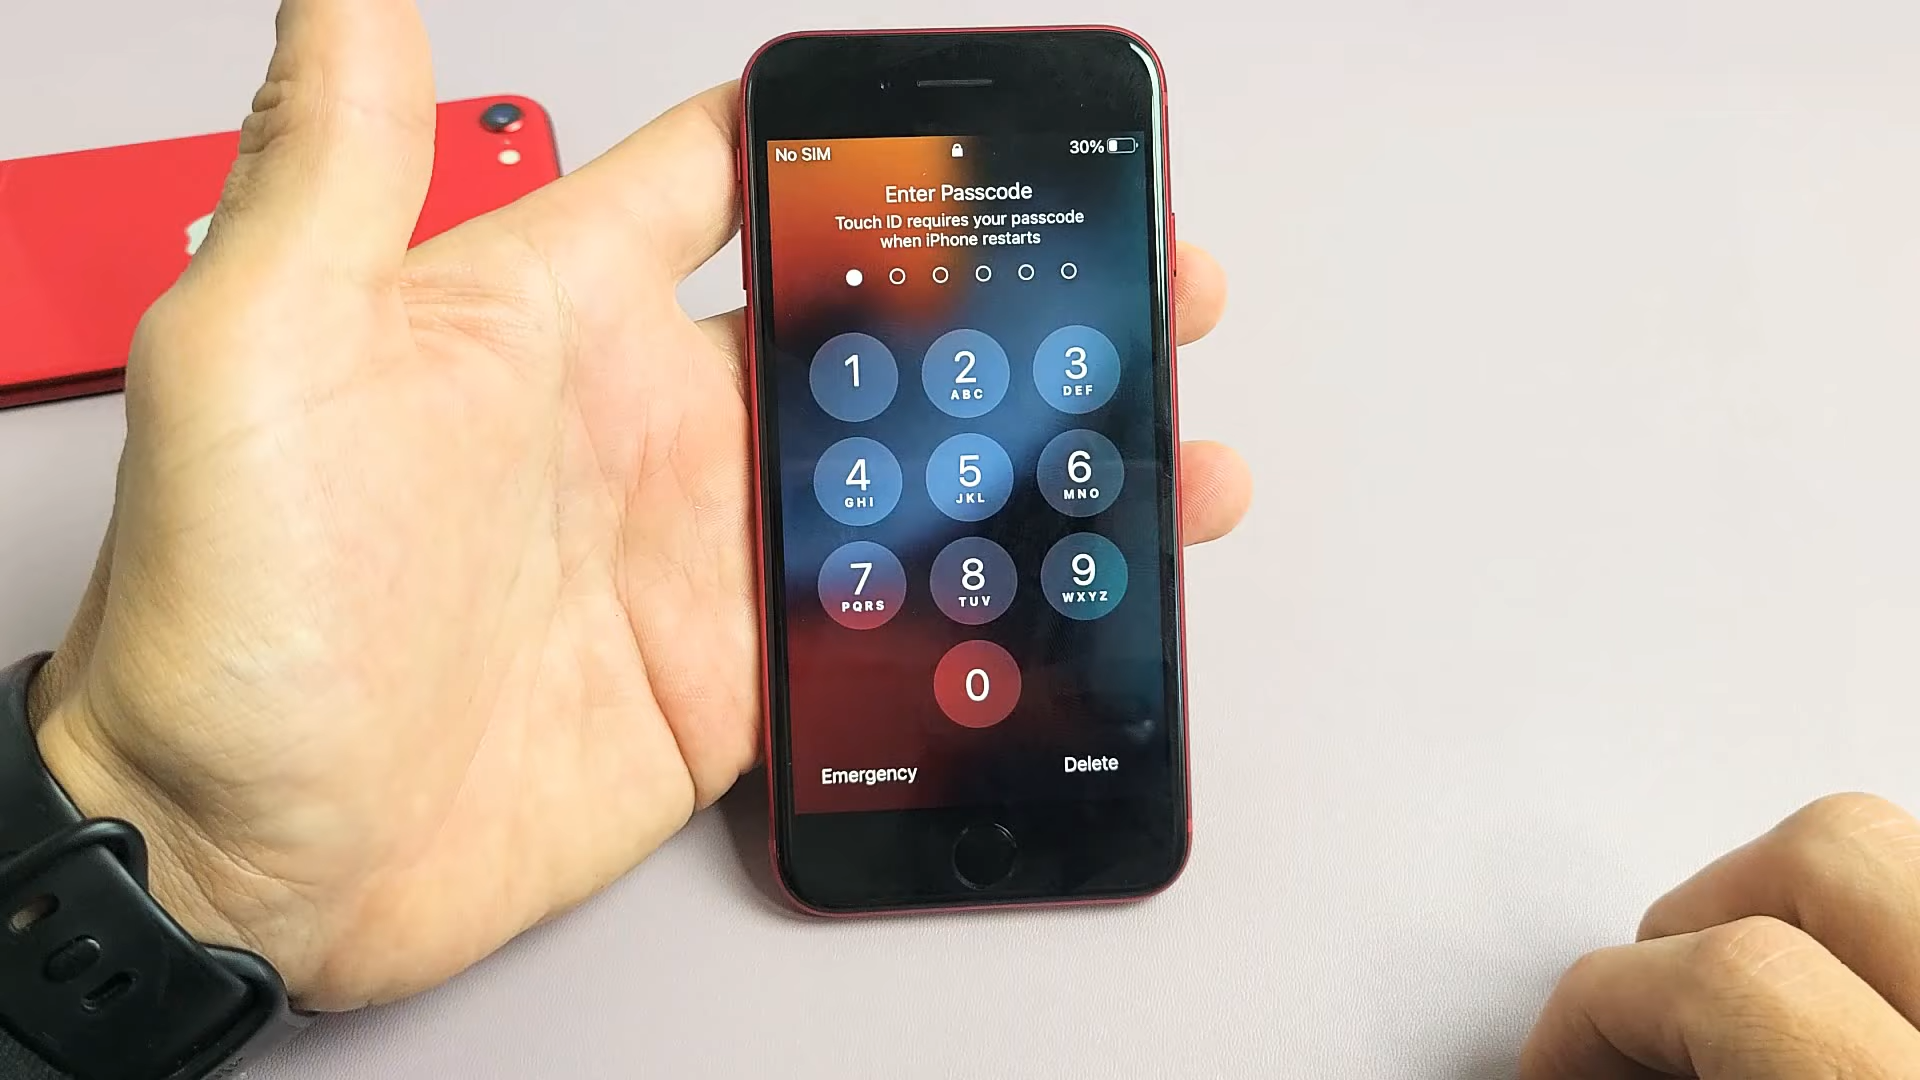 No SIM 30%
Enter Passcode
Touch ID requires your passcode
when iPhone restarts
1 2 3
ABC DEF
4 5 6
GHI JKL MNO
7 8 9
PQRS TUV WXYZ
0
Emergency Delete